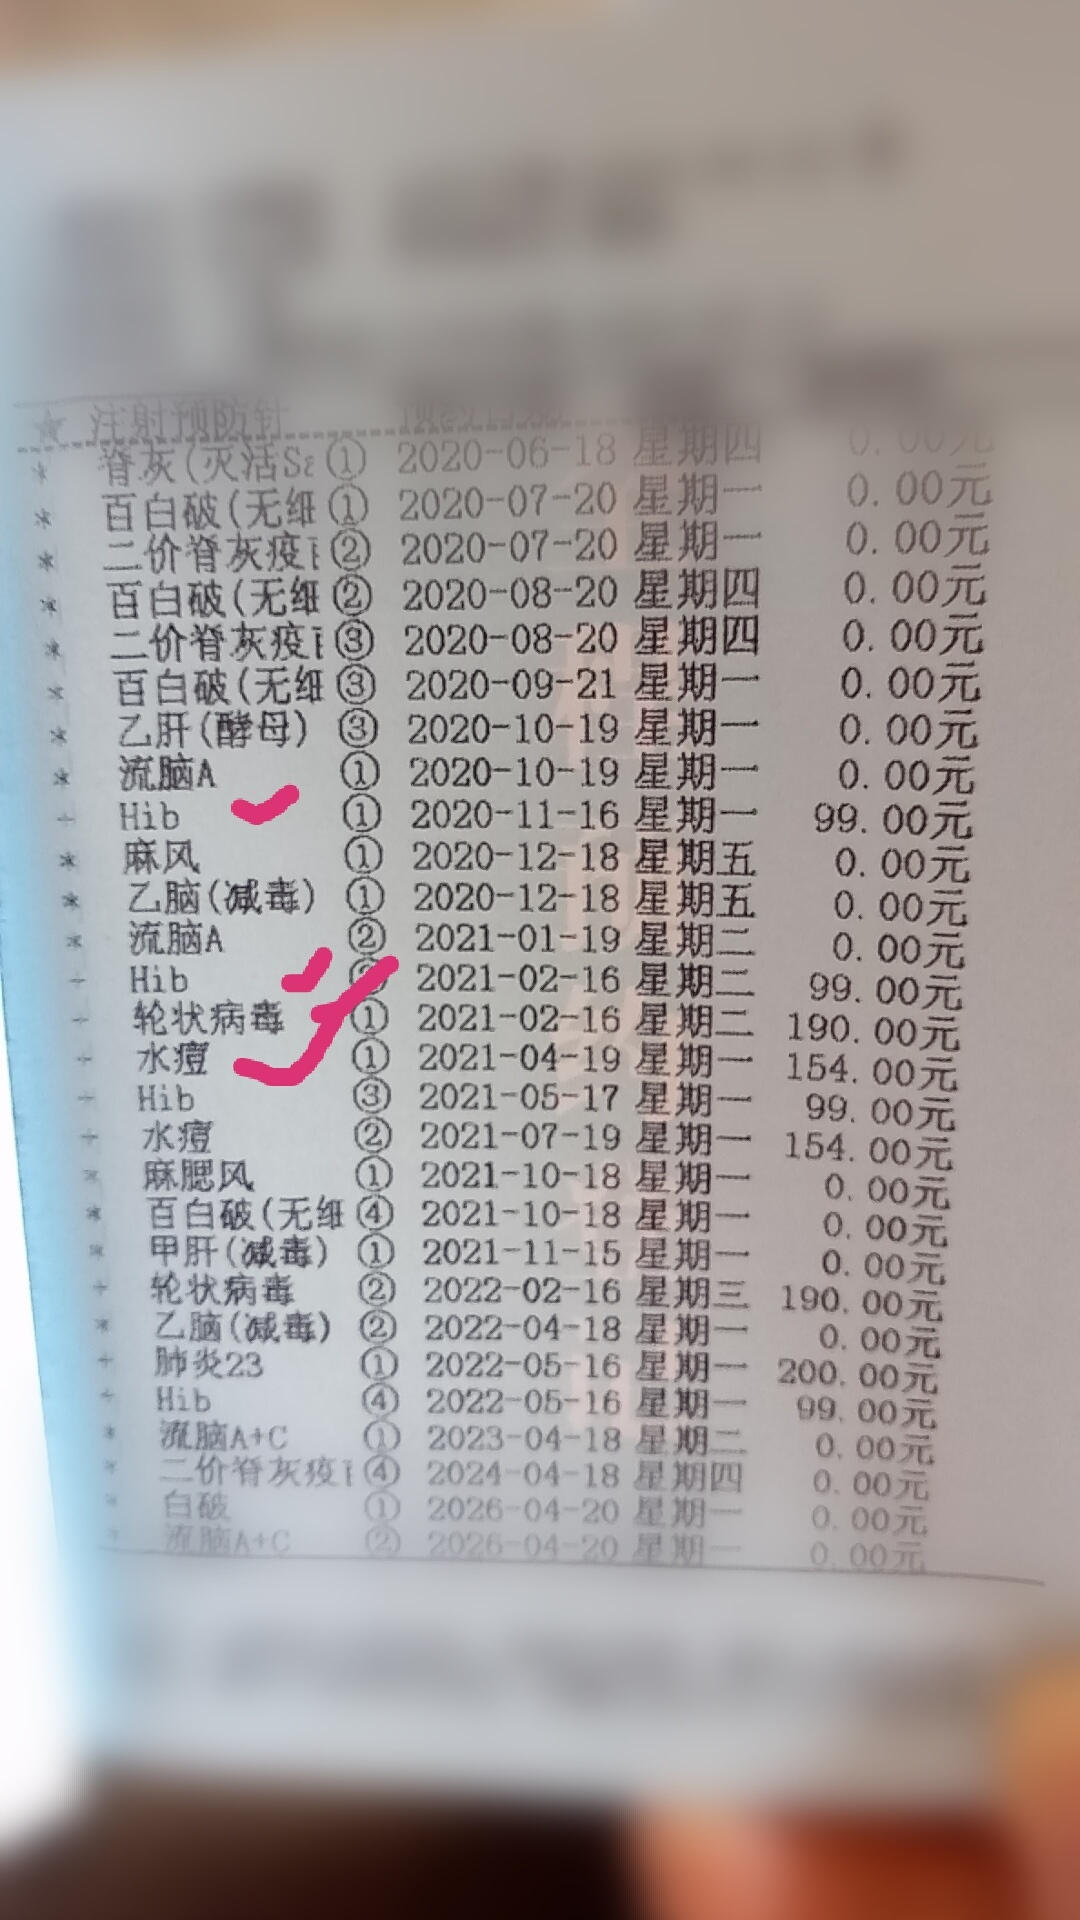 ★ 注射预防针 预约日期
* 脊灰(灭活Sa ① 2020-06-18 星期四 0.00元
* 百白破(无细 ① 2020-07-20 星期一 0.00元
* 二价脊灰疫 ② 2020-07-20 星期一 0.00元
* 百白破(无细 ② 2020-08-20 星期四 0.00元
* 二价脊灰疫 ③ 2020-08-20 星期四 0.00元
* 百白破(无细 ③ 2020-09-21 星期一 0.00元
* 乙肝(酵母) ③ 2020-10-19 星期一 0.00元
* 流脑A ① 2020-10-19 星期一 0.00元
+ Hib ① 2020-11-16 星期一 99.00元
* 麻风 ① 2020-12-18 星期五 0.00元
* 乙脑(减毒) ① 2020-12-18 星期五 0.00元
* 流脑A ② 2021-01-19 星期二 0.00元
+ Hib 2021-02-16 星期二 99.00元
+ 轮状病毒 ① 2021-02-16 星期二 190.00元
+ 水痘 ① 2021-04-19 星期一 154.00元
+ Hib ③ 2021-05-17 星期一 99.00元
+ 水痘 ② 2021-07-19 星期一 154.00元
* 麻腮风 ① 2021-10-18 星期一 0.00元
* 百白破(无细 ④ 2021-10-18 星期一 0.00元
* 甲肝(减毒) ① 2021-11-15 星期一 0.00元
+ 轮状病毒 ② 2022-02-16 星期三 190.00元
* 乙脑(减毒) ② 2022-04-18 星期一 0.00元
+ 肺炎23 ① 2022-05-16 星期一 200.00元
+ Hib ④ 2022-05-16 星期一 99.00元
* 流脑A+C ① 2023-04-18 星期二 0.00元
* 二价脊灰疫 ④ 2024-04-18 星期四 0.00元
* 白破 ① 2026-04-20 星期一 0.00元
* 流脑A+C ② 2026-04-20 星期一 0.00元